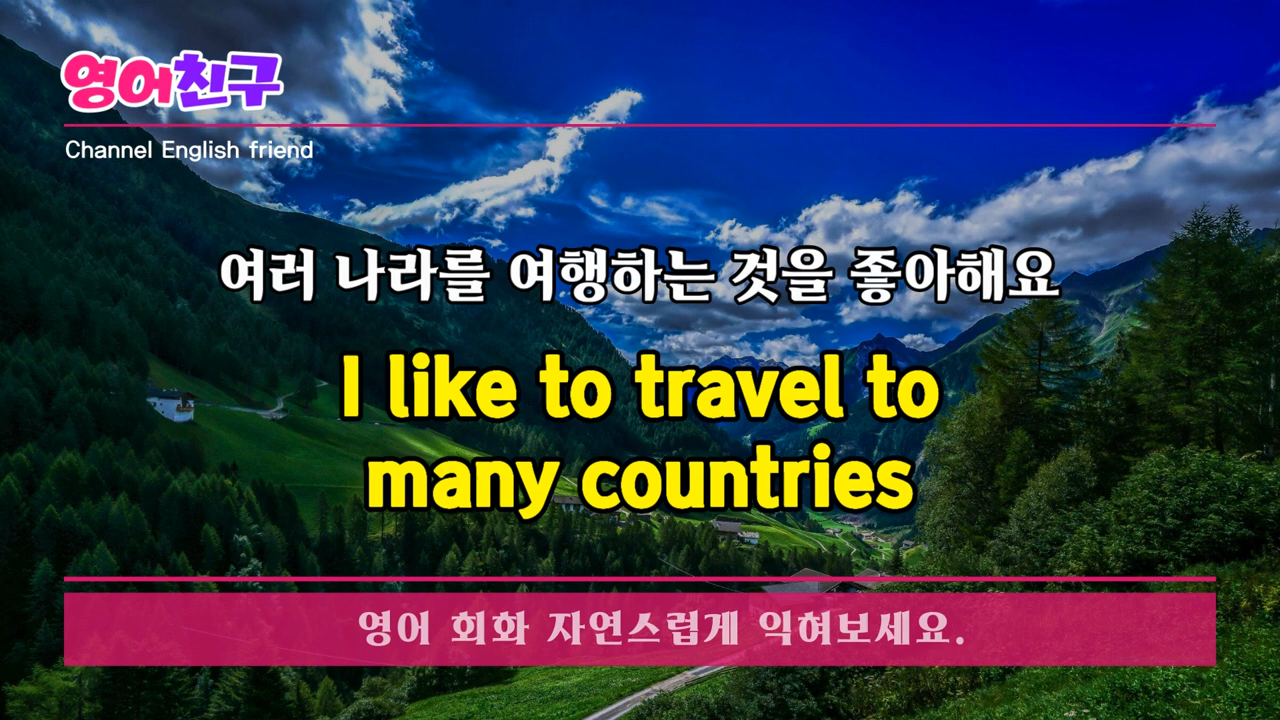 영어친구
Channel English friend
여러 나라를 여행하는 것을 좋아해요
I like to travel to
many countries
영어 회화 자연스럽게 익혀보세요.